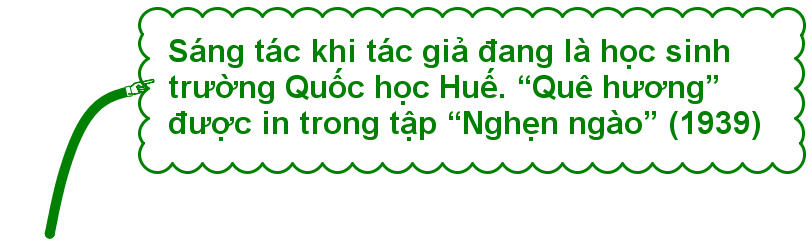 Sáng tác khi tác giả đang là học sinh
trường Quốc học Huế. “Quê hương”
được in trong tập “Nghẹn ngào” (1939)